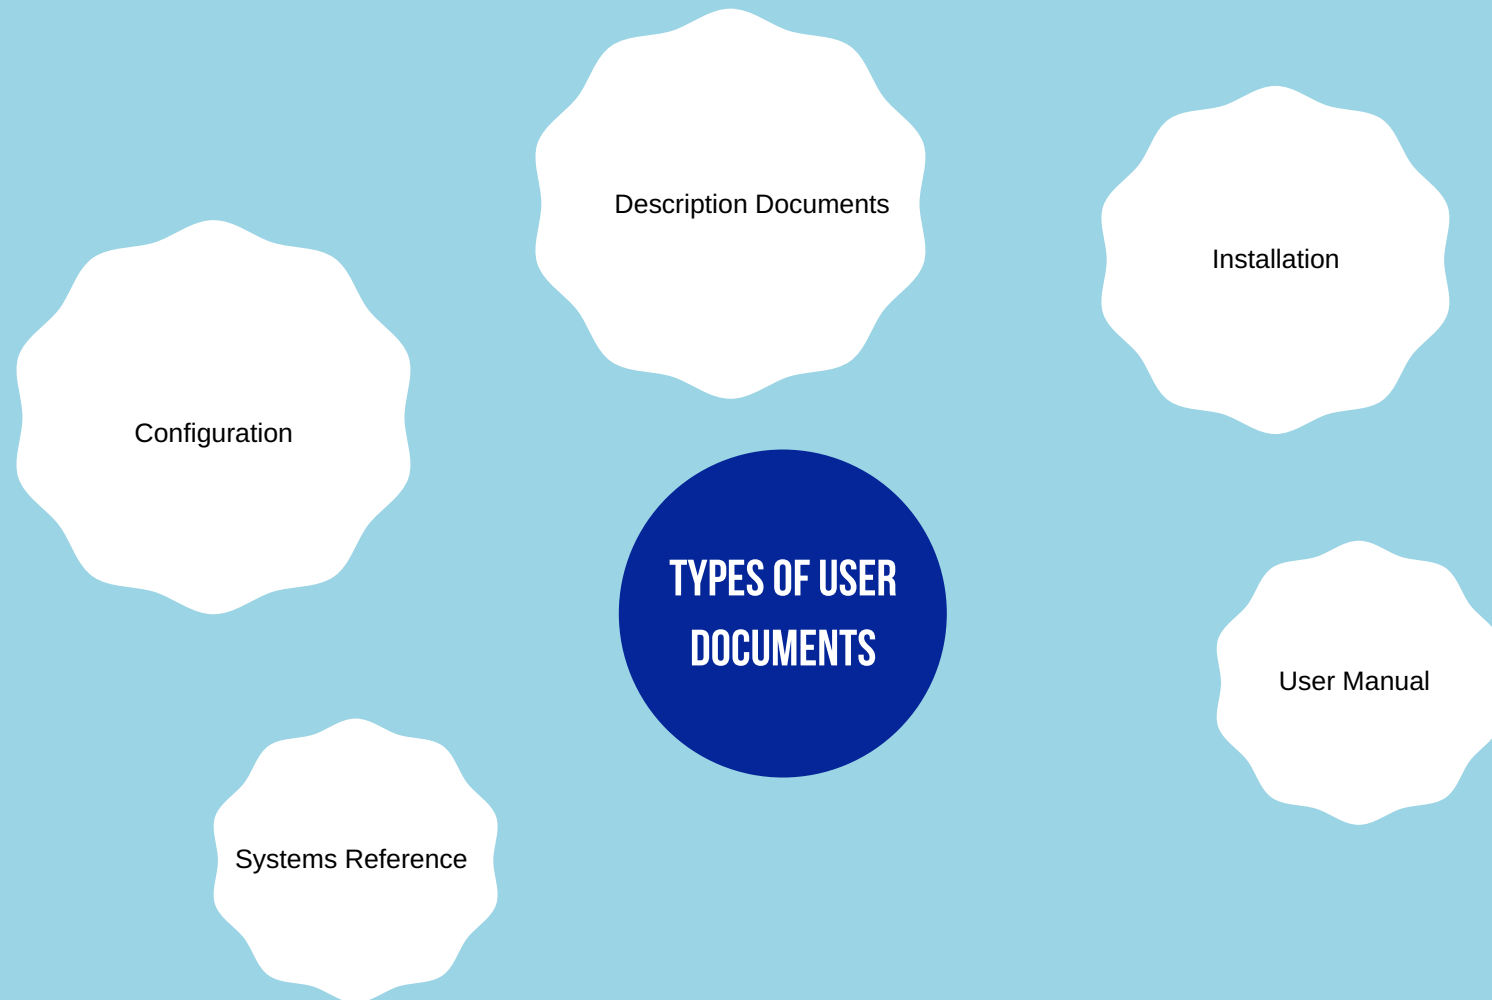 Description Documents
Installation
Configuration
TYPES OF USER
DOCUMENTS
User Manual
Systems Reference